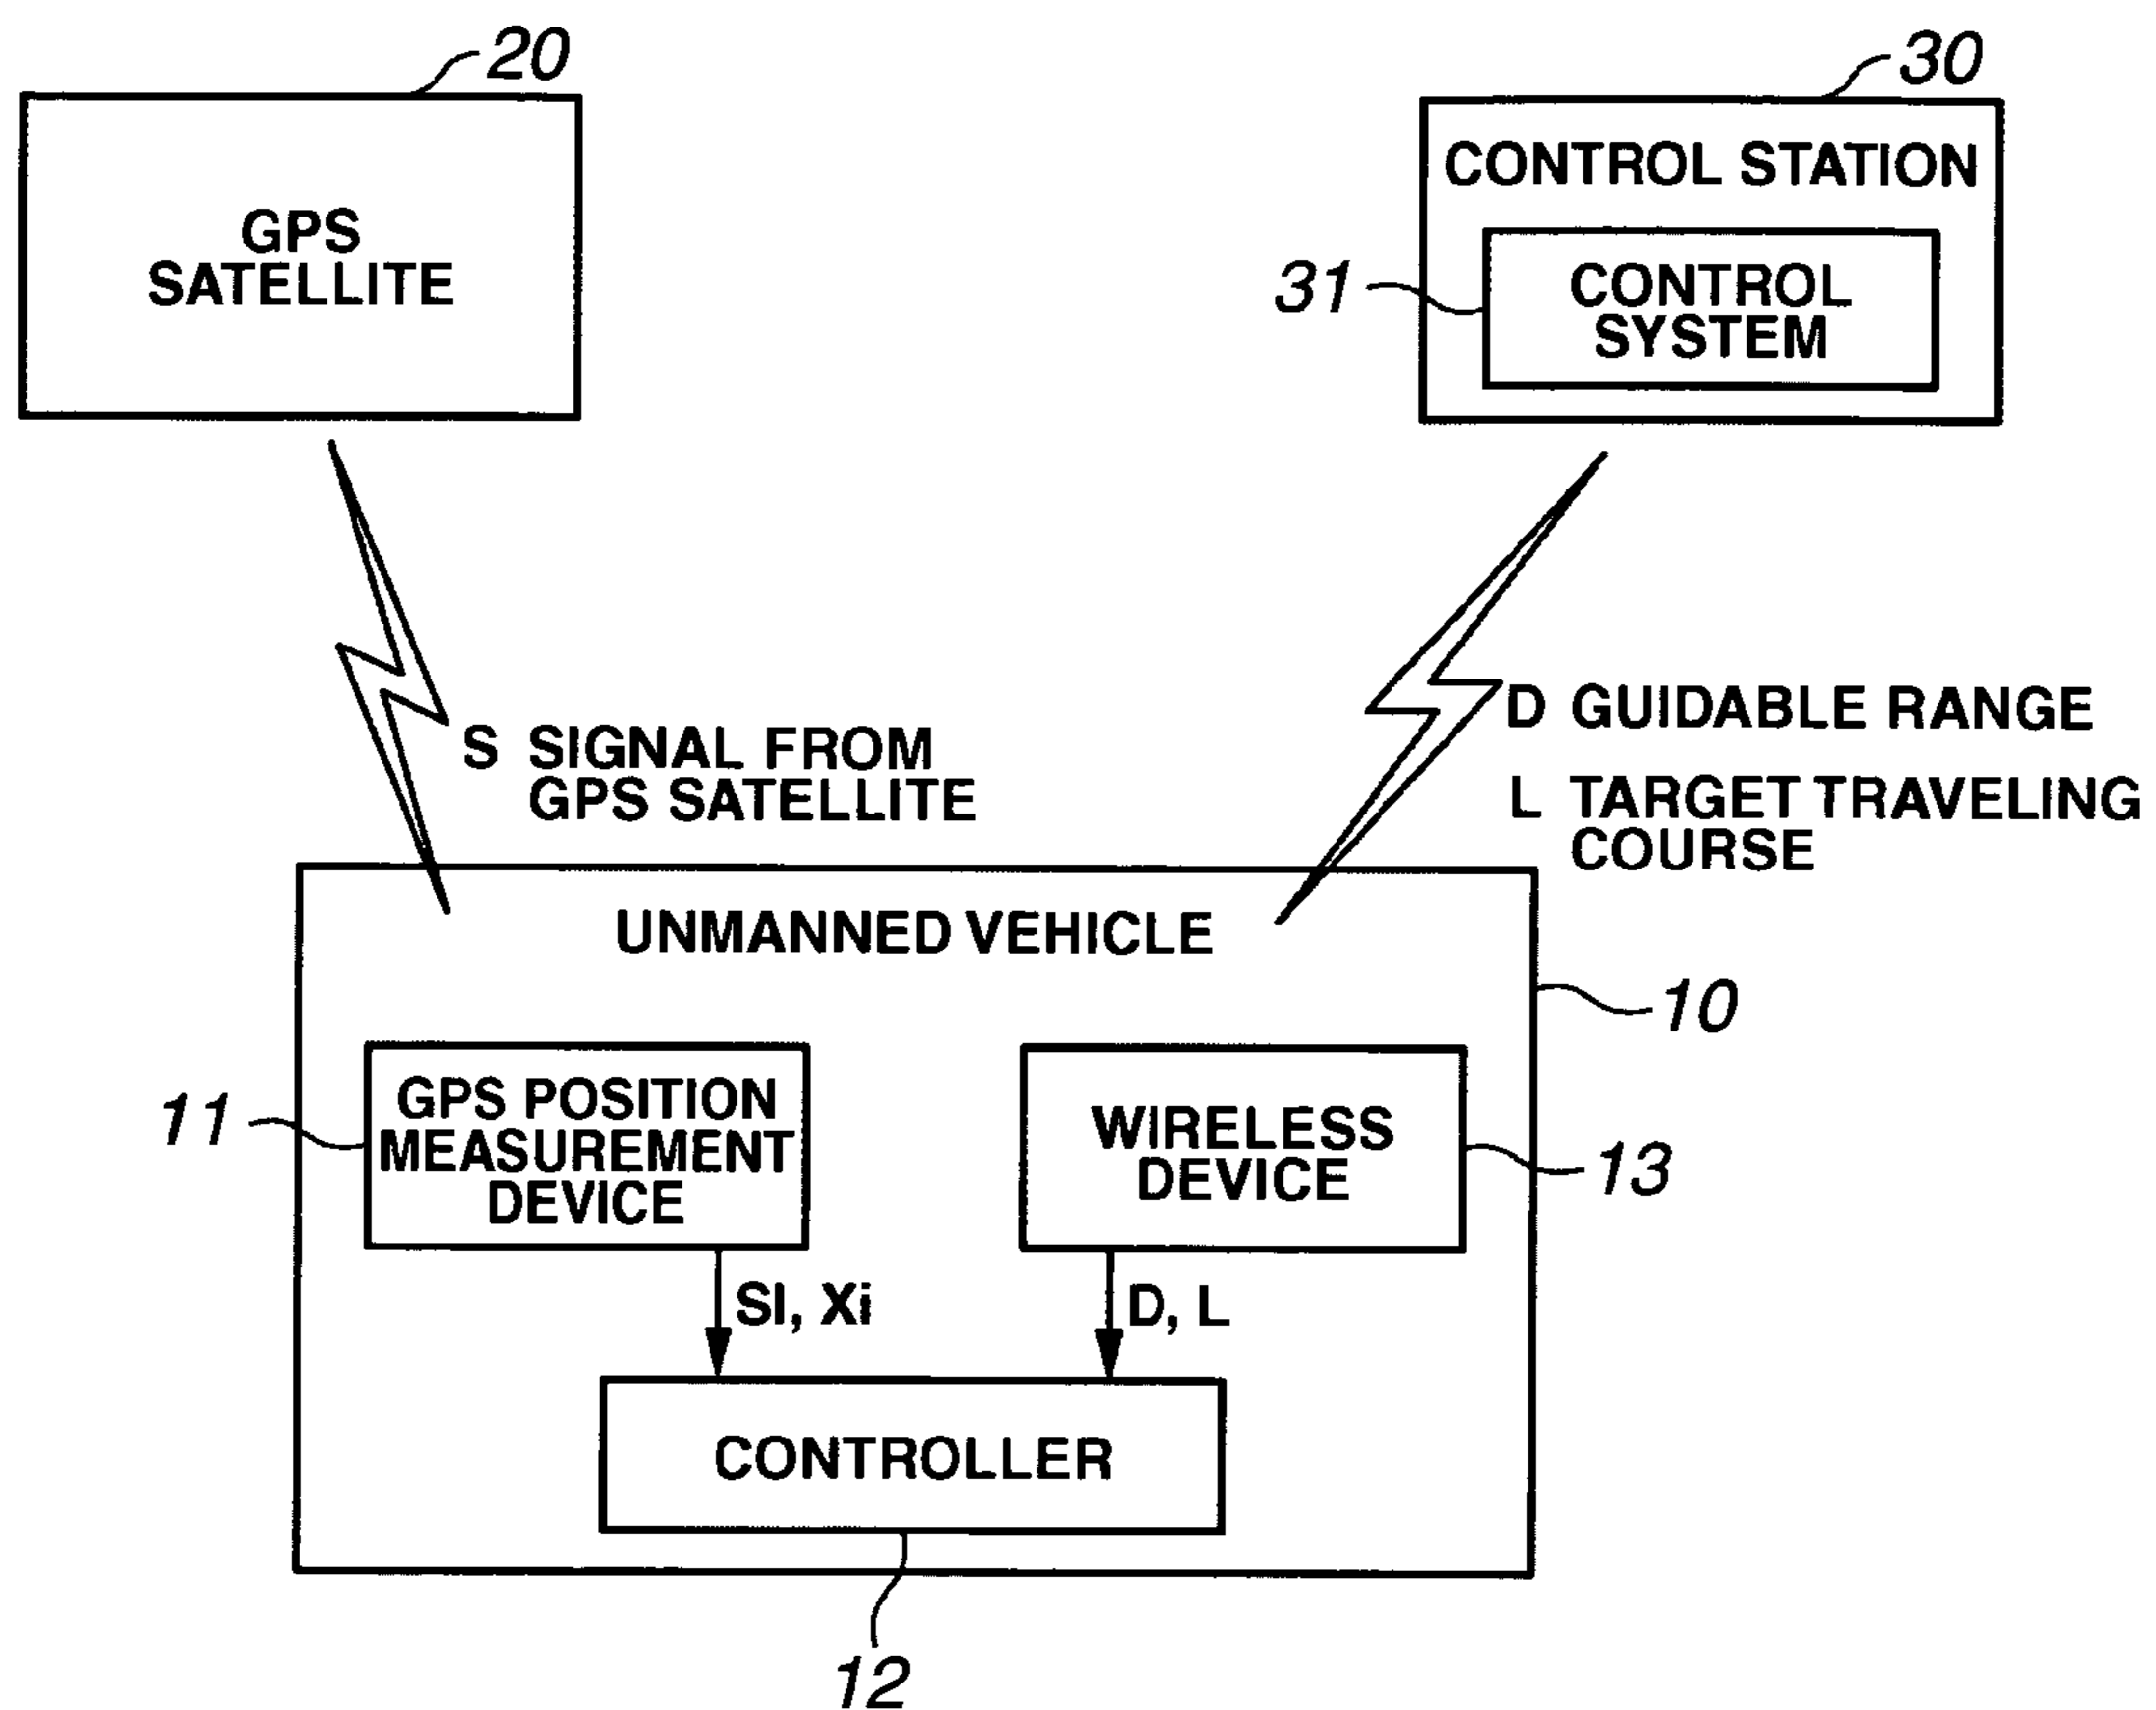 20
GPS
SATELLITE
30
CONTROL STATION
31
CONTROL
SYSTEM
S SIGNAL FROM
GPS SATELLITE
D GUIDABLE RANGE
L TARGET TRAVELING
COURSE
UNMANNED VEHICLE
10
11
GPS POSITION
MEASUREMENT
DEVICE
WIRELESS
DEVICE
13
SI, Xi
D, L
CONTROLLER
12